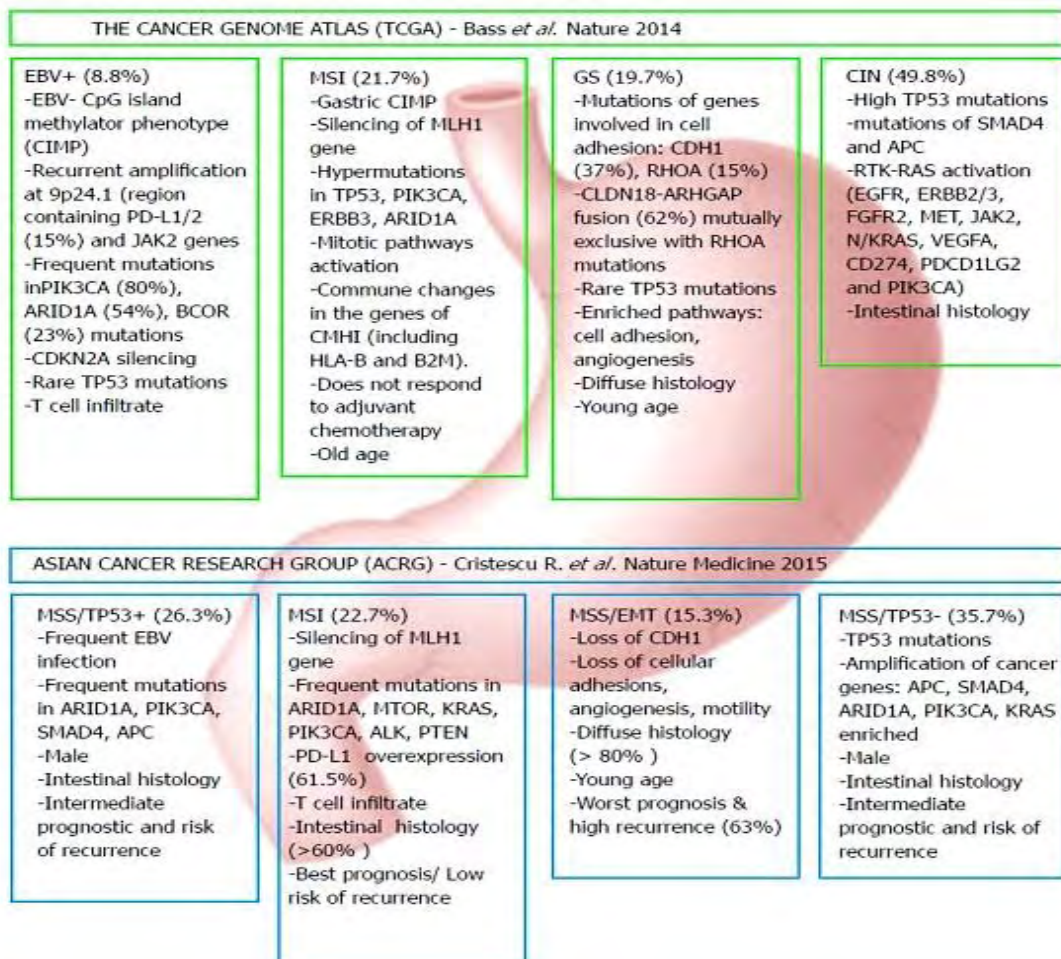 THE CANCER GENOME ATLAS (TCGA) - Bass et al. Nature 2014
EBV+ (8.8%)
-EBV- CpG island
methylator phenotype
(CIMP)
-Recurrent amplification
at 9p24.1 (region
containing PD-L1/2
(15%) and JAK2 genes
-Frequent mutations
inPIK3CA (80%),
ARID1A (54%), BCOR
(23%) mutations
-CDKN2A silencing
-Rare TP53 mutations
-T cell infiltrate
MSI (21.7%)
-Gastric CIMP
-Silencing of MLH1
gene
-Hypermutations
in TP53, PIK3CA,
ERBB3, ARID1A
-Mitotic pathways
activation
-Commune changes
in the genes of
CMHI (including
HLA-B and B2M).
-Does not respond
to adjuvant
chemotherapy
-Old age
GS (19.7%)
-Mutations of genes
involved in cell
adhesion: CDH1
(37%), RHOA (15%)
-CLDN18-ARHGAP
fusion (62%) mutually
exclusive with RHOA
mutations
-Rare TP53 mutations
-Enriched pathways:
cell adhesion,
angiogenesis
-Diffuse histology
-Young age
CIN (49.8%)
-High TP53 mutations
-mutations of SMAD4
and APC
-RTK-RAS activation
(EGFR, ERBB2/3,
FGFR2, MET, JAK2,
N/KRAS, VEGFA,
CD274, PDCD1LG2
and PIK3CA)
-Intestinal histology
ASIAN CANCER RESEARCH GROUP (ACRG) - Cristescu R. et al. Nature Medicine 2015
MSS/TP53+ (26.3%)
-Frequent EBV
infection
-Frequent mutations
in ARID1A, PIK3CA,
SMAD4, APC
-Male
-Intestinal histology
-Intermediate
prognostic and risk
of recurrence
MSI (22.7%)
-Silencing of MLH1
gene
-Frequent mutations in
ARID1A, MTOR, KRAS,
PIK3CA, ALK, PTEN
-PD-L1 overexpression
(61.5%)
-T cell infiltrate
-Intestinal histology
(>60% )
-Best prognosis/ Low
risk of recurrence
MSS/EMT (15.3%)
-Loss of CDH1
-Loss of cellular
adhesions,
angiogenesis, motility
-Diffuse histology
(> 80% )
-Young age
-Worst prognosis &
high recurrence (63%)
MSS/TP53- (35.7%)
-TP53 mutations
-Amplification of cancer
genes: APC, SMAD4,
ARID1A, PIK3CA, KRAS
enriched
-Male
-Intestinal histology
-Intermediate
prognostic and risk of
recurrence